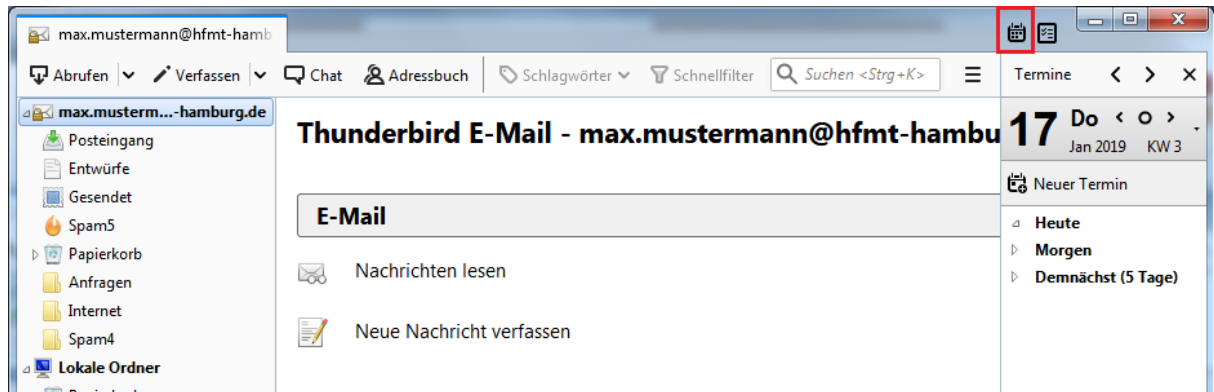 max.mustermann@hfmt-hamb
Abrufen Verfassen Chat Adressbuch Schlagwörter Schnellfilter Suchen <Strg+K>
Termine
max.musterm...-hamburg.de
Posteingang
Entwürfe
Gesendet
Spam5
Papierkorb
Anfragen
Internet
Spam4
Lokale Ordner
Thunderbird E-Mail - max.mustermann@hfmt-hambu
E-Mail
Nachrichten lesen
Neue Nachricht verfassen
17 Do
Jan 2019 KW 3
Neuer Termin
Heute
Morgen
Demnächst (5 Tage)